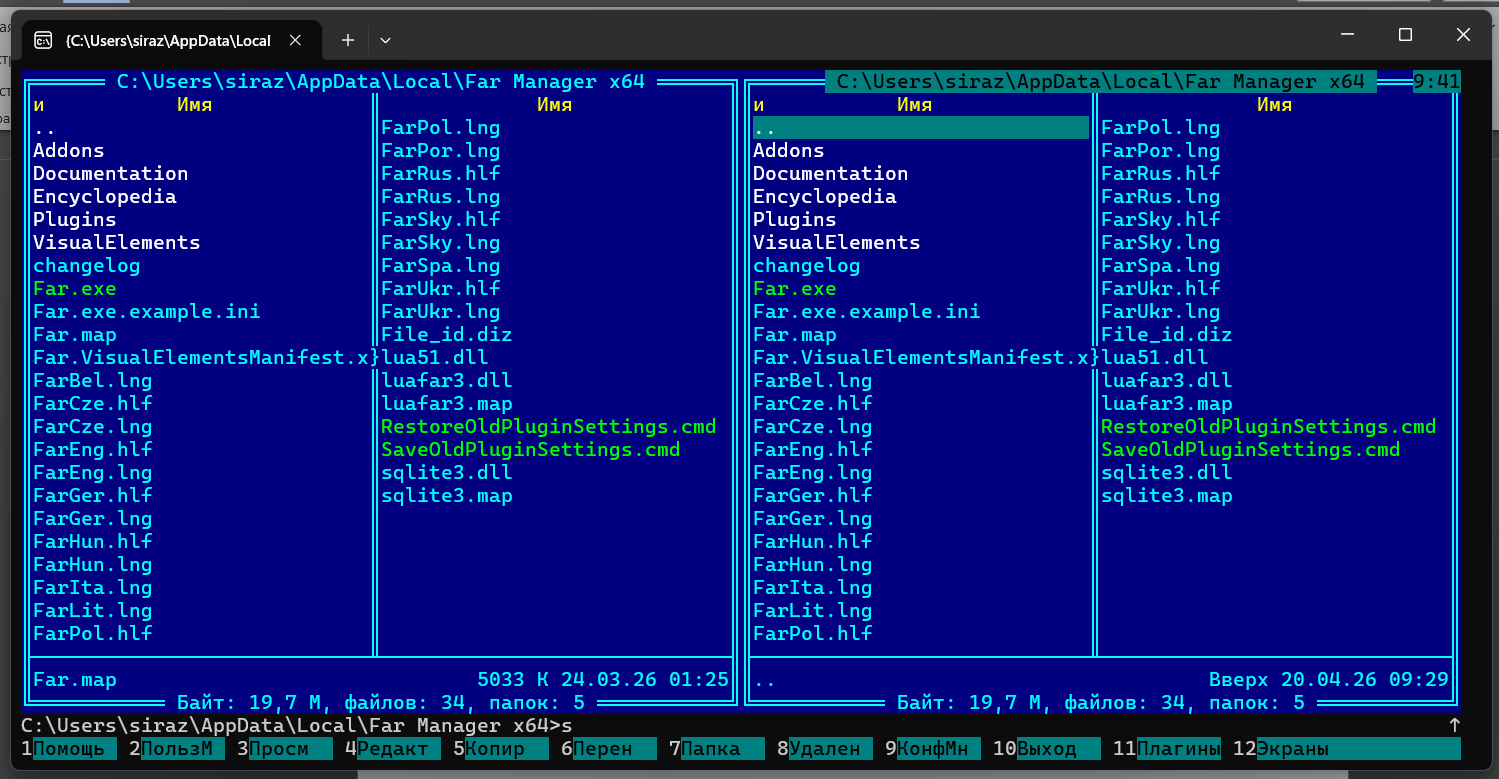 {C:\Users\siraz\AppData\Local
C:\Users\siraz\AppData\Local\Far Manager x64
и Имя Имя
..
FarPol.lng
Addons
FarPor.lng
Documentation
FarRus.hlf
Encyclopedia
FarRus.lng
Plugins
FarSky.hlf
VisualElements
FarSky.lng
changelog
FarSpa.lng
Far.exe
FarUkr.hlf
Far.exe.example.ini
FarUkr.lng
Far.map
File_id.diz
Far.VisualElementsManifest.x}
lua51.dll
FarBel.lng
luafar3.dll
FarCze.hlf
luafar3.map
FarCze.lng
RestoreOldPluginSettings.cmd
FarEng.hlf
SaveOldPluginSettings.cmd
FarEng.lng
sqlite3.dll
FarGer.hlf
sqlite3.map
FarGer.lng
FarHun.hlf
FarHun.lng
FarIta.lng
FarLit.lng
FarPol.hlf
Far.map 5033 К 24.03.26 01:25
Байт: 19,7 М, файлов: 34, папок: 5
C:\Users\siraz\AppData\Local\Far Manager x64 9:41
и Имя Имя
..
FarPol.lng
Addons
FarPor.lng
Documentation
FarRus.hlf
Encyclopedia
FarRus.lng
Plugins
FarSky.hlf
VisualElements
FarSky.lng
changelog
FarSpa.lng
Far.exe
FarUkr.hlf
Far.exe.example.ini
FarUkr.lng
Far.map
File_id.diz
Far.VisualElementsManifest.x}
lua51.dll
FarBel.lng
luafar3.dll
FarCze.hlf
luafar3.map
FarCze.lng
RestoreOldPluginSettings.cmd
FarEng.hlf
SaveOldPluginSettings.cmd
FarEng.lng
sqlite3.dll
FarGer.hlf
sqlite3.map
FarGer.lng
FarHun.hlf
FarHun.lng
FarIta.lng
FarLit.lng
FarPol.hlf
.. Вверх 20.04.26 09:29
Байт: 19,7 М, файлов: 34, папок: 5
C:\Users\siraz\AppData\Local\Far Manager x64>s ↑
1Помощь 2ПользМ 3Просм 4Редакт 5Копир 6Перен 7Папка 8Удален 9КонфМн 10Выход 11Плагины 12Экраны